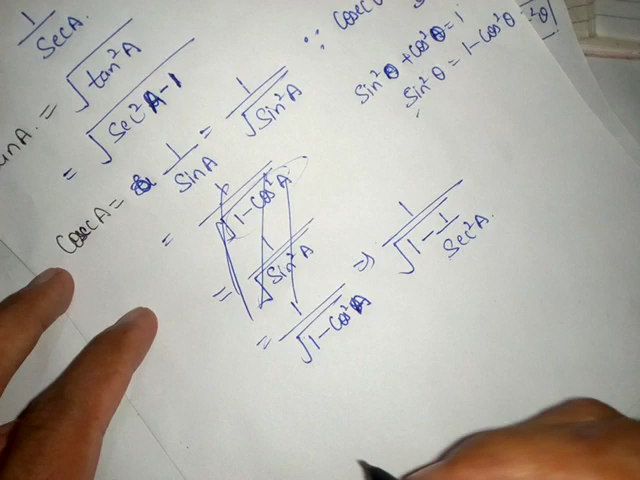 1/SecA.
tanA. = √tan²A
= √Sec²A-1
CosecA = 1/SinA = 1/√Sin²A ∵ Cosec
= 1/√1-Cos²A
= 1/√Sin²A
= 1/√1-Cos²A ⇒ 1/√1-1/Sec²A.
Sin²θ + Cos²θ = 1
Sin²θ = 1-Cos²θ